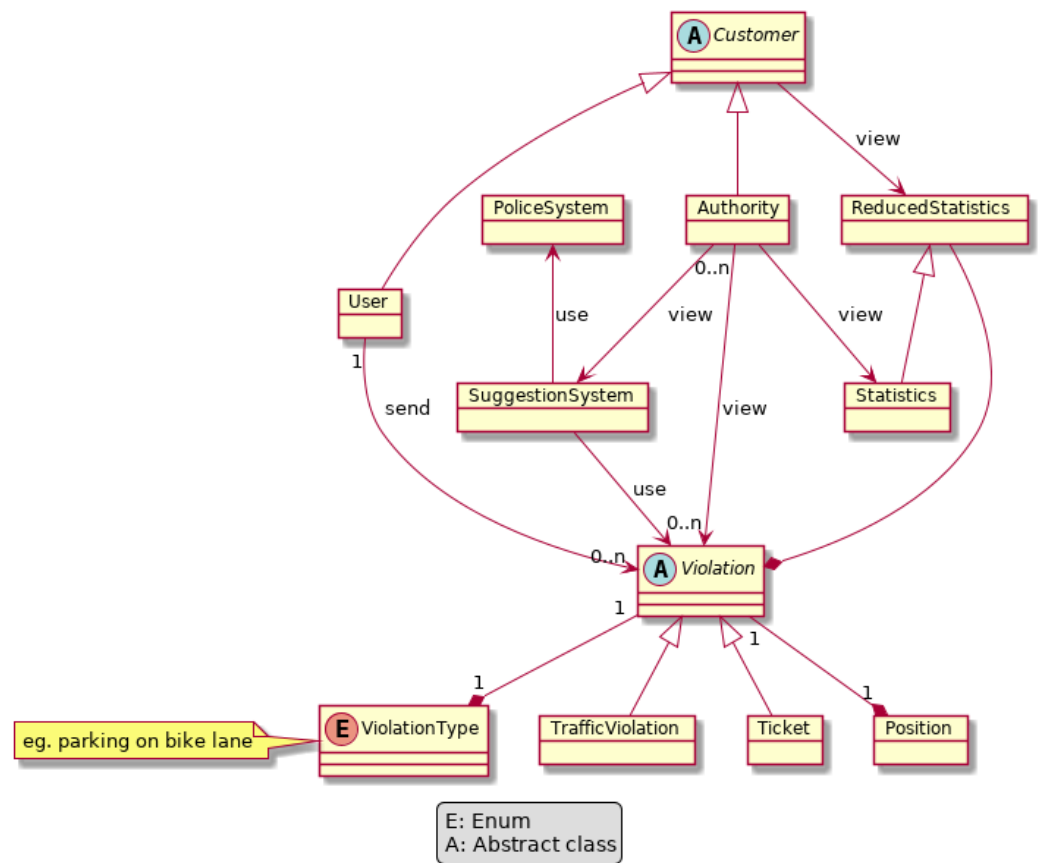 A Customer
view
PoliceSystem
Authority
ReducedStatistics
0..n
User
use
view
view
1
SuggestionSystem
Statistics
send
view
use
0..n
0..n
A Violation
1
1
1
1
E ViolationType
TrafficViolation
Ticket
Position
eg. parking on bike lane
E: Enum
A: Abstract class